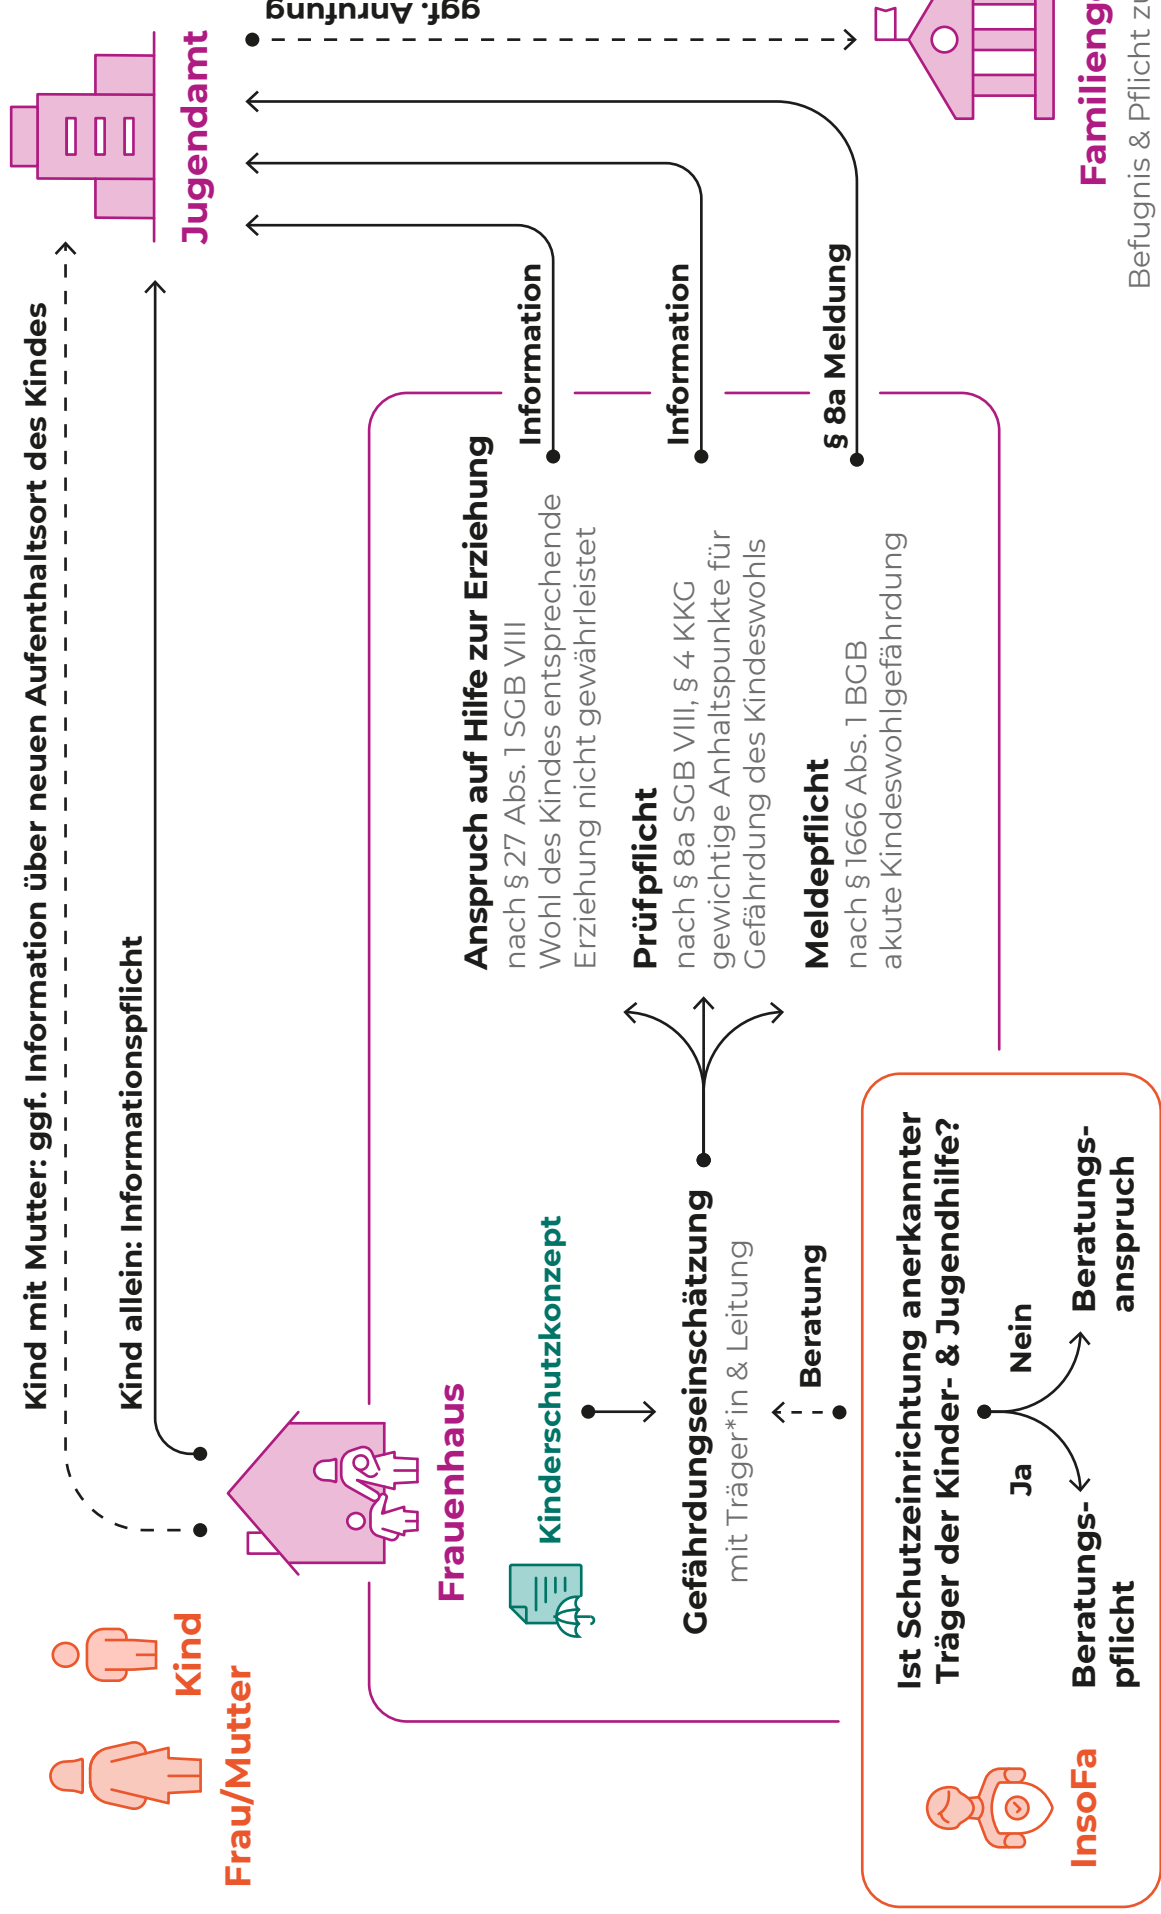 Kind mit Mutter: ggf. Information über neuen Aufenthaltsort des Kindes
Kind allein: Informationspflicht
Kind
Frau/Mutter
Frauenhaus
Jugendamt
ggf. Anrufung
Kinderschutzkonzept
Gefährdungseinschätzung
mit Träger*in & Leitung
Beratung
Anspruch auf Hilfe zur Erziehung
nach § 27 Abs. 1 SGB VIII
Wohl des Kindes entsprechende
Erziehung nicht gewährleistet
Information
Prüfpflicht
nach § 8a SGB VIII, § 4 KKG
gewichtige Anhaltspunkte für
Gefährdung des Kindeswohls
Information
Meldepflicht
nach § 1666 Abs. 1 BGB
akute Kindeswohlgefährdung
§ 8a Meldung
InsoFa
Ist Schutzeinrichtung anerkannter
Träger der Kinder- & Jugendhilfe?
Ja
Nein
Beratungs-
pflicht
Beratungs-
anspruch
Familieng
Befugnis & Pflicht zu